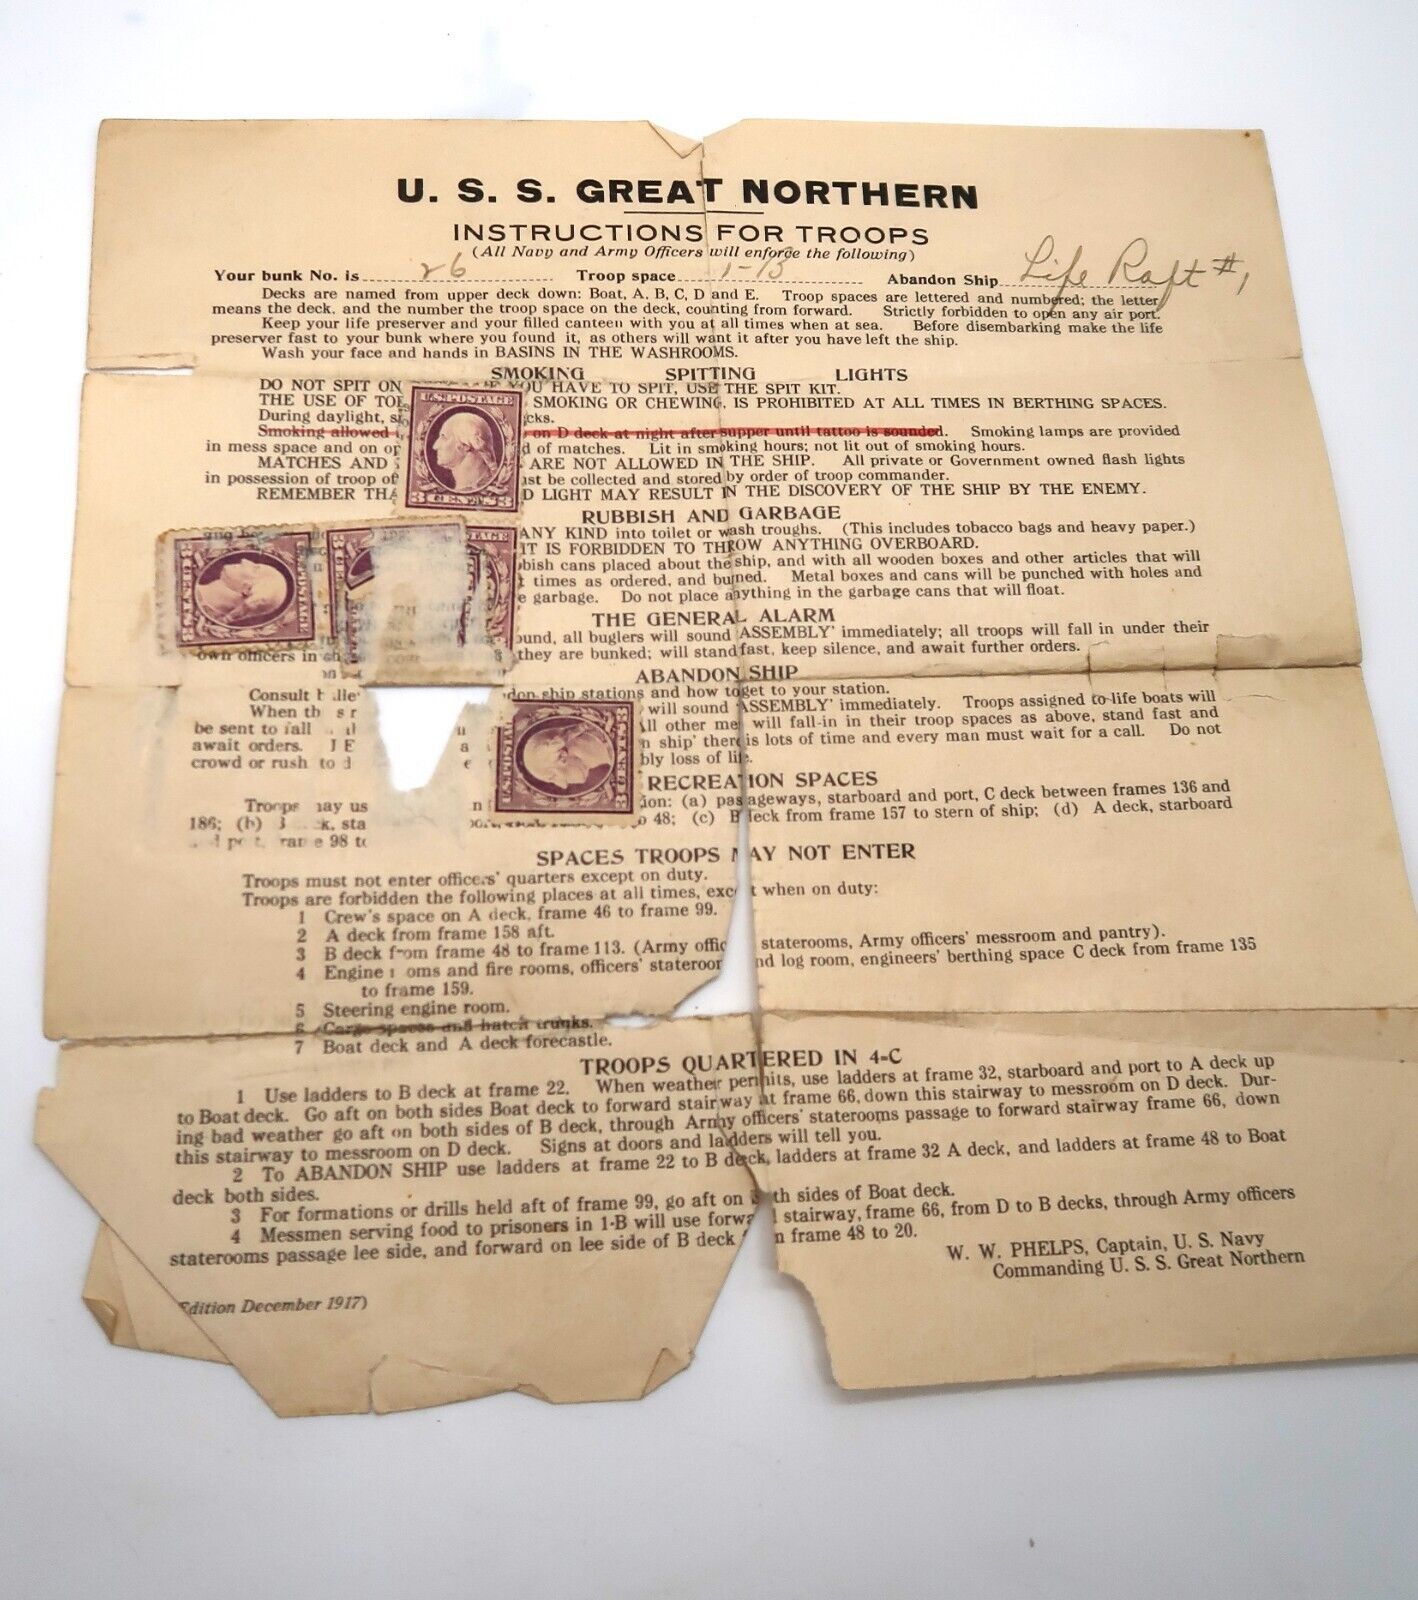 U. S. S. GREAT NORTHERN
INSTRUCTIONS FOR TROOPS
(All Navy and Army Officers will enforce the following)
Your bunk No. is 26 Troop space 1-B Abandon Ship Life Raft #1
Decks are named from upper deck down: Boat, A, B, C, D and E. Troop spaces are lettered and numbered; the letter
means the deck, and the number the troop space on the deck, counting from forward. Strictly forbidden to open any air port.
Keep your life preserver and your filled canteen with you at all times when at sea. Before disembarking make the life
preserver fast to your bunk where you found it, as others will want it after you have left the ship.
Wash your face and hands in BASINS IN THE WASHROOMS.
SMOKING SPITTING LIGHTS
DO NOT SPIT ON YOU HAVE TO SPIT, USE THE SPIT KIT.
THE USE OF SMOKING OR CHEWING, IS PROHIBITED AT ALL TIMES IN BERTHING SPACES.
During daylight,
Smoking allowed on D deck at night after supper until tattoo is sounded. Smoking lamps are provided
in mess space and on of matches. Lit in smoking hours; not lit out of smoking hours.
MATCHES AND ARE NOT ALLOWED IN THE SHIP. All private or Government owned flash lights
in possession of troop be collected and stored by order of troop commander.
REMEMBER LIGHT MAY RESULT IN THE DISCOVERY OF THE SHIP BY THE ENEMY.
U.S. POSTAGE
3 CENTS 3
RUBBISH AND GARBAGE
ANY KIND into toilet or wash troughs. (This includes tobacco bags and heavy paper.)
IT IS FORBIDDEN TO THROW ANYTHING OVERBOARD.
cans placed about the ship, and with all wooden boxes and other articles that will
times as ordered, and burned. Metal boxes and cans will be punched with holes and
garbage. Do not place anything in the garbage cans that will float.
U.S. POSTAGE
THE GENERAL ALARM
all buglers will sound 'ASSEMBLY' immediately; all troops will fall in under their
own officers in they are bunked; will stand fast, keep silence, and await further orders.
ABANDON SHIP
Consult ship stations and how to get to your station.
When will sound 'ASSEMBLY' immediately. Troops assigned to life boats will
be sent to fall other will fall-in in their troop spaces as above, stand fast and
await orders. ship' there is lots of time and every man must wait for a call. Do not
crowd or rush to loss of life.
U.S. POSTAGE
RECREATION SPACES
Troops may (a) passageways, starboard and port, C deck between frames 136 and
186; (b) to 48; (c) B deck from frame 157 to stern of ship; (d) A deck, starboard
frame 98 to
SPACES TROOPS MAY NOT ENTER
Troops must not enter officers' quarters except on duty.
Troops are forbidden the following places at all times, except when on duty:
1 Crew's space on A deck, frame 46 to frame 99.
2 A deck from frame 158 aft.
3 B deck from frame 48 to frame 113. (Army staterooms, Army officers' messroom and pantry).
4 Engine rooms and fire rooms, officers' and log room, engineers' berthing space C deck from frame 135
to frame 159.
5 Steering engine room.
6 Cargo spaces and hatch trunks.
7 Boat deck and A deck forecastle.
TROOPS QUARTERED IN 4-C
1 Use ladders to B deck at frame 22. When weather permits, use ladders at frame 32, starboard and port to A deck up
to Boat deck. Go aft on both sides Boat deck to forward stairway at frame 66, down this stairway to messroom on D deck. Dur-
ing bad weather go aft on both sides of B deck, through Army officers' staterooms passage to forward stairway frame 66, down
this stairway to messroom on D deck. Signs at doors and ladders will tell you.
2 To ABANDON SHIP use ladders at frame 22 to B deck, ladders at frame 32 A deck, and ladders at frame 48 to Boat
deck both sides.
3 For formations or drills held aft of frame 99, go aft on both sides of Boat deck.
4 Messmen serving food to prisoners in 1-B will use forward stairway, frame 66, from D to B decks, through Army officers
staterooms passage lee side, and forward on lee side of B deck frame 48 to 20.
W. W. PHELPS, Captain, U. S. Navy
Commanding U. S. S. Great Northern
Edition December 1917)